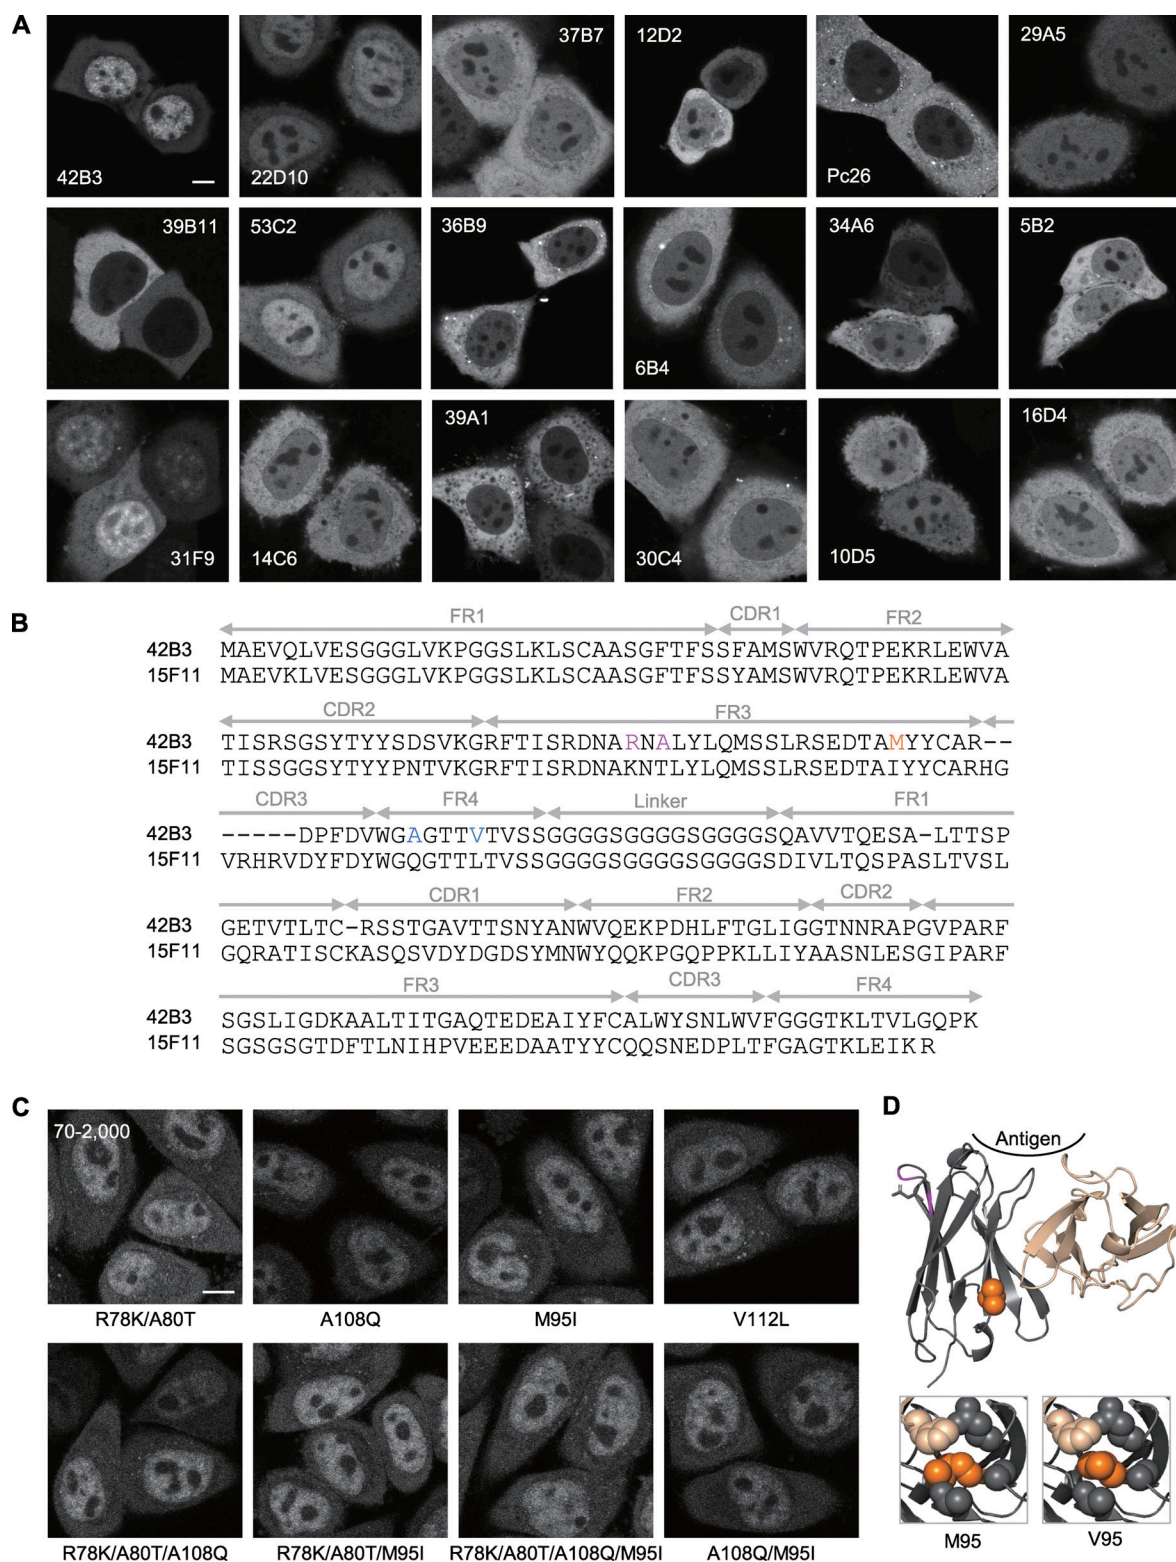 A
42B3
22D10
37B7
12D2
Pc26
29A5
39B11
53C2
36B9
6B4
34A6
5B2
31F9
14C6
39A1
30C4
10D5
16D4
B
FR1 CDR1 FR2
42B3 MAEVQLVESGGGLVKPGGSLKLSCAASGFTFSSFAMSWVRQTPEKRLEWVA
15F11 MAEVKLVESGGGLVKPGGSLKLSCAASGFTFSSYAMSWVRQTPEKRLEWVA
CDR2 FR3
42B3 TISRSGSYTYYSDSVKGRFTISRDNARNALYLQMSSLRSEDTAMYYCAR--
15F11 TISSGGSYTYYPNTVKGRFTISRDNAKNTLYLQMSSLRSEDTAIYYCARHG
CDR3 FR4 Linker FR1
42B3 -----DPFDVWGAGTTVTVSSGGGGSGGGGSGGGGSQAVVTQESA-LTTSP
15F11 VRHRVDYFDYWGQGTTLTVSSGGGGSGGGGSGGGGSDIVLTQSPASLTVSL
CDR1 FR2 CDR2
42B3 GETVTLTC-RSSTGAVTTSNYANWVQEKPDHLFTGLIGGTNNRAPGVPARF
15F11 GQRATISCKASQSVDYDGDSYMNWYQQKPGQPPKLLIYAASNLESGIPARF
FR3 CDR3 FR4
42B3 SGSLIGDKAALTITGAQTEDEAIYFCALWYSNLWVFGGGTKLTVLGQPK
15F11 SGSGSGTDFTLNIHPVEEEDAATYYCQQSNEDPLTFGAGTKLEIKR
C
70-2,000
R78K/A80T
A108Q
M95I
V112L
R78K/A80T/A108Q
R78K/A80T/M95I
R78K/A80T/A108Q/M95I
A108Q/M95I
D
Antigen
M95
V95